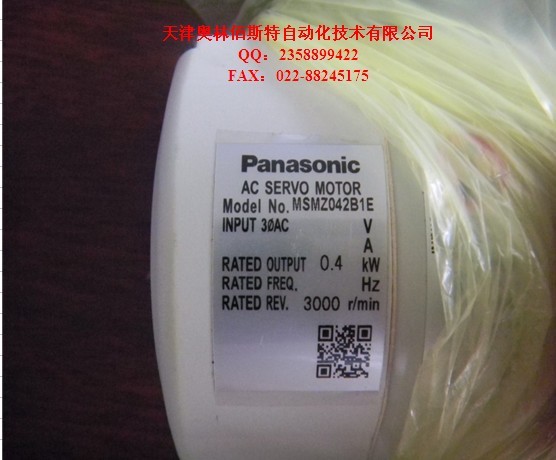 天津奥林佰斯特自动化技术有限公司
QQ：2358899422
FAX：022-88245175
Panasonic
AC SERVO MOTOR
Model No. MSMZ042B1E
INPUT 3ØAC V
A
RATED OUTPUT 0.4 kW
RATED FREQ. Hz
RATED REV. 3000 r/min